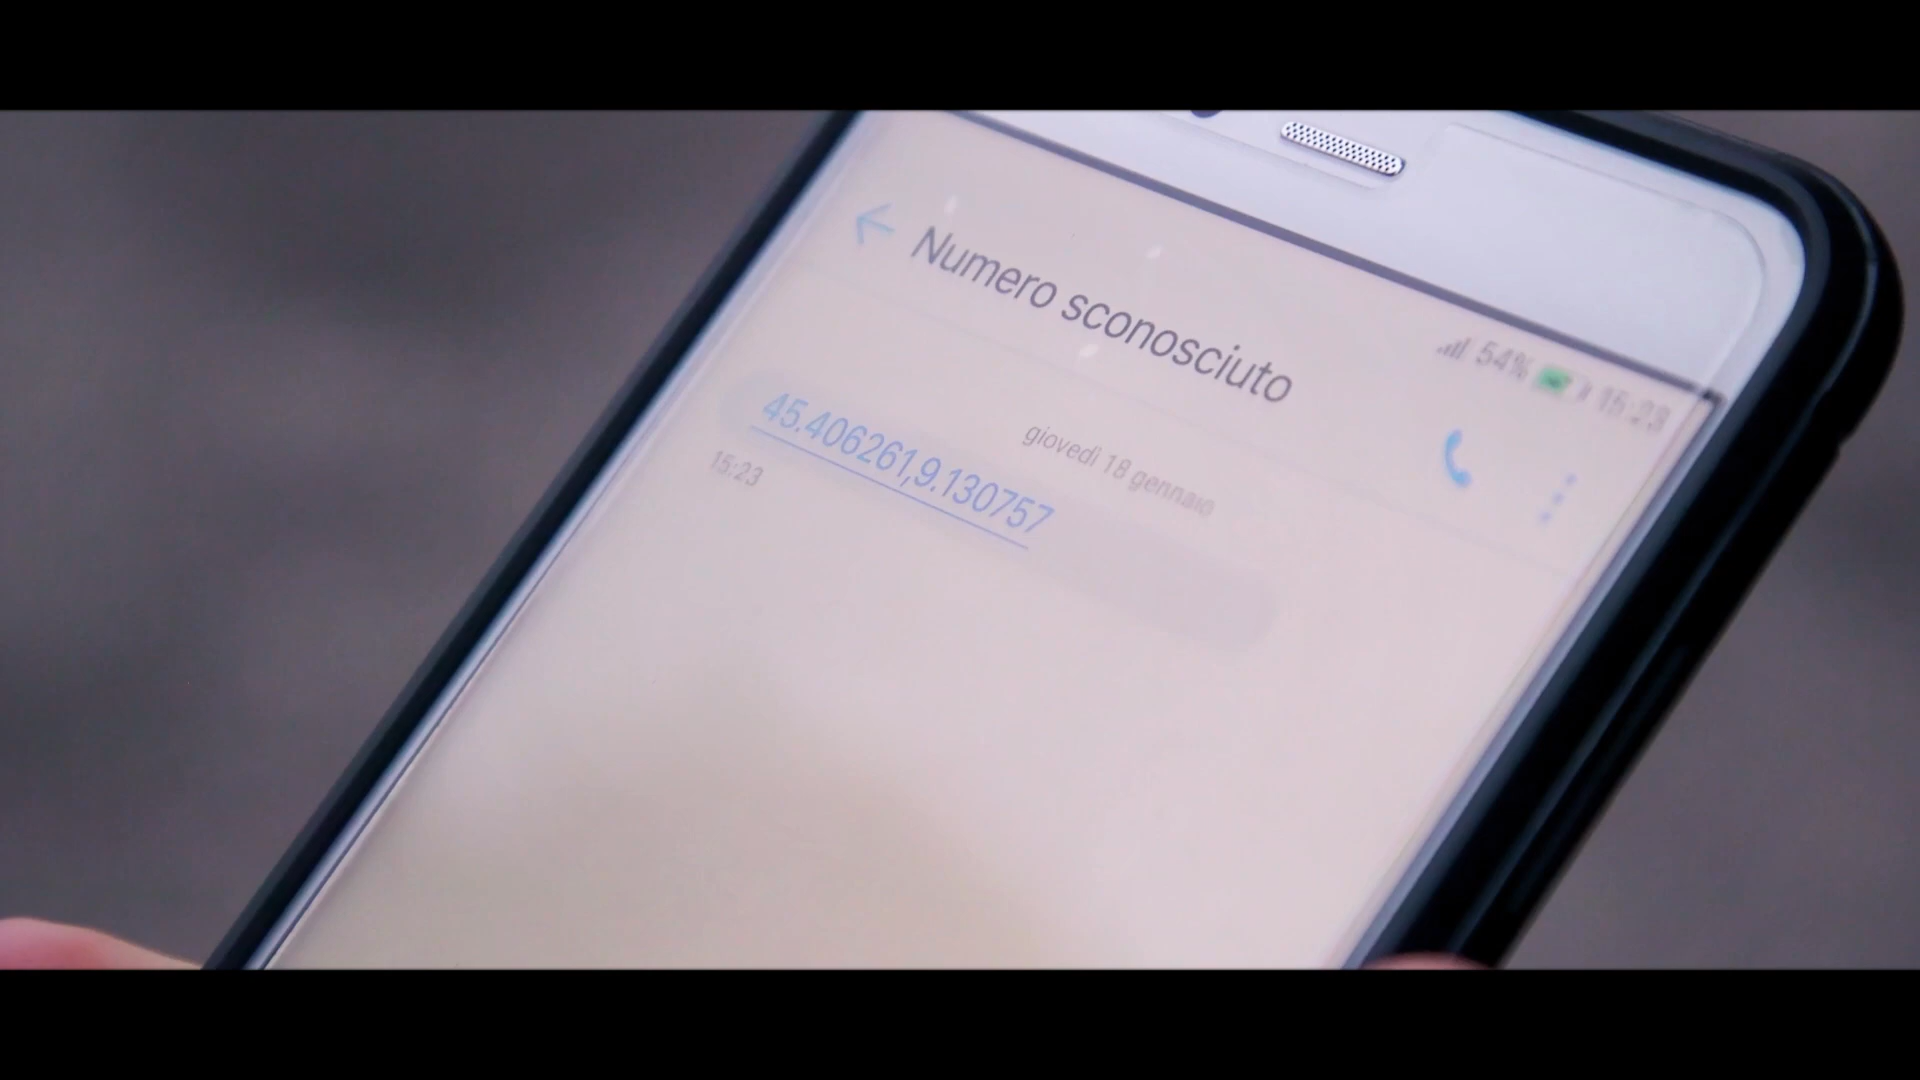 54% 15:23
Numero sconosciuto
giovedì 18 gennaio
45.406261,9.130757
15:23